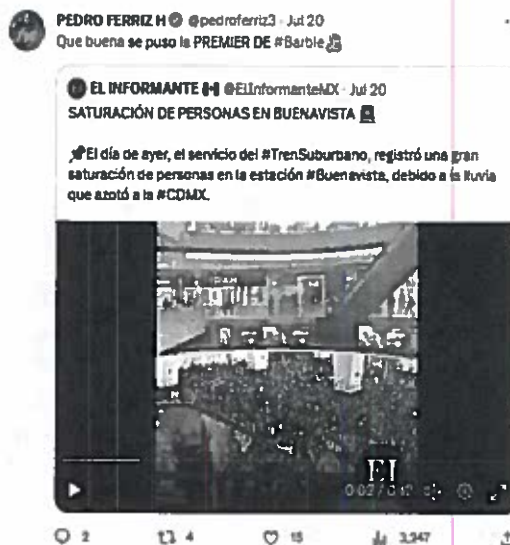 PEDRO FERIZ H @pedroferriz3 · Jul 20
Que buena se puso la PREMIER DE #Barbie
EL INFORMANTE @ElInformanteMX · Jul 20
SATURACIÓN DE PERSONAS EN BUENAVISTA
El día de ayer, el servicio del #TrenSuburbano, registró una gran
saturación de personas en la estación #Buenavista, debido a la lluvia
que azotó a la #CDMX.
EI
2
4
15
3,347